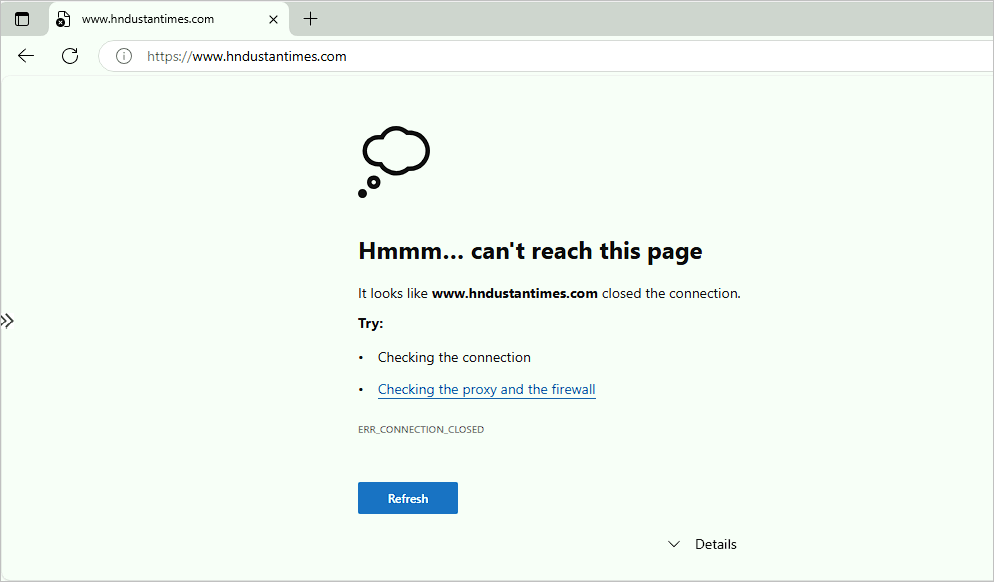 www.hndustantimes.com
https://www.hndustantimes.com
Hmmm... can't reach this page
It looks like www.hndustantimes.com closed the connection.
Try:
• Checking the connection
• Checking the proxy and the firewall
ERR_CONNECTION_CLOSED
Refresh
Details